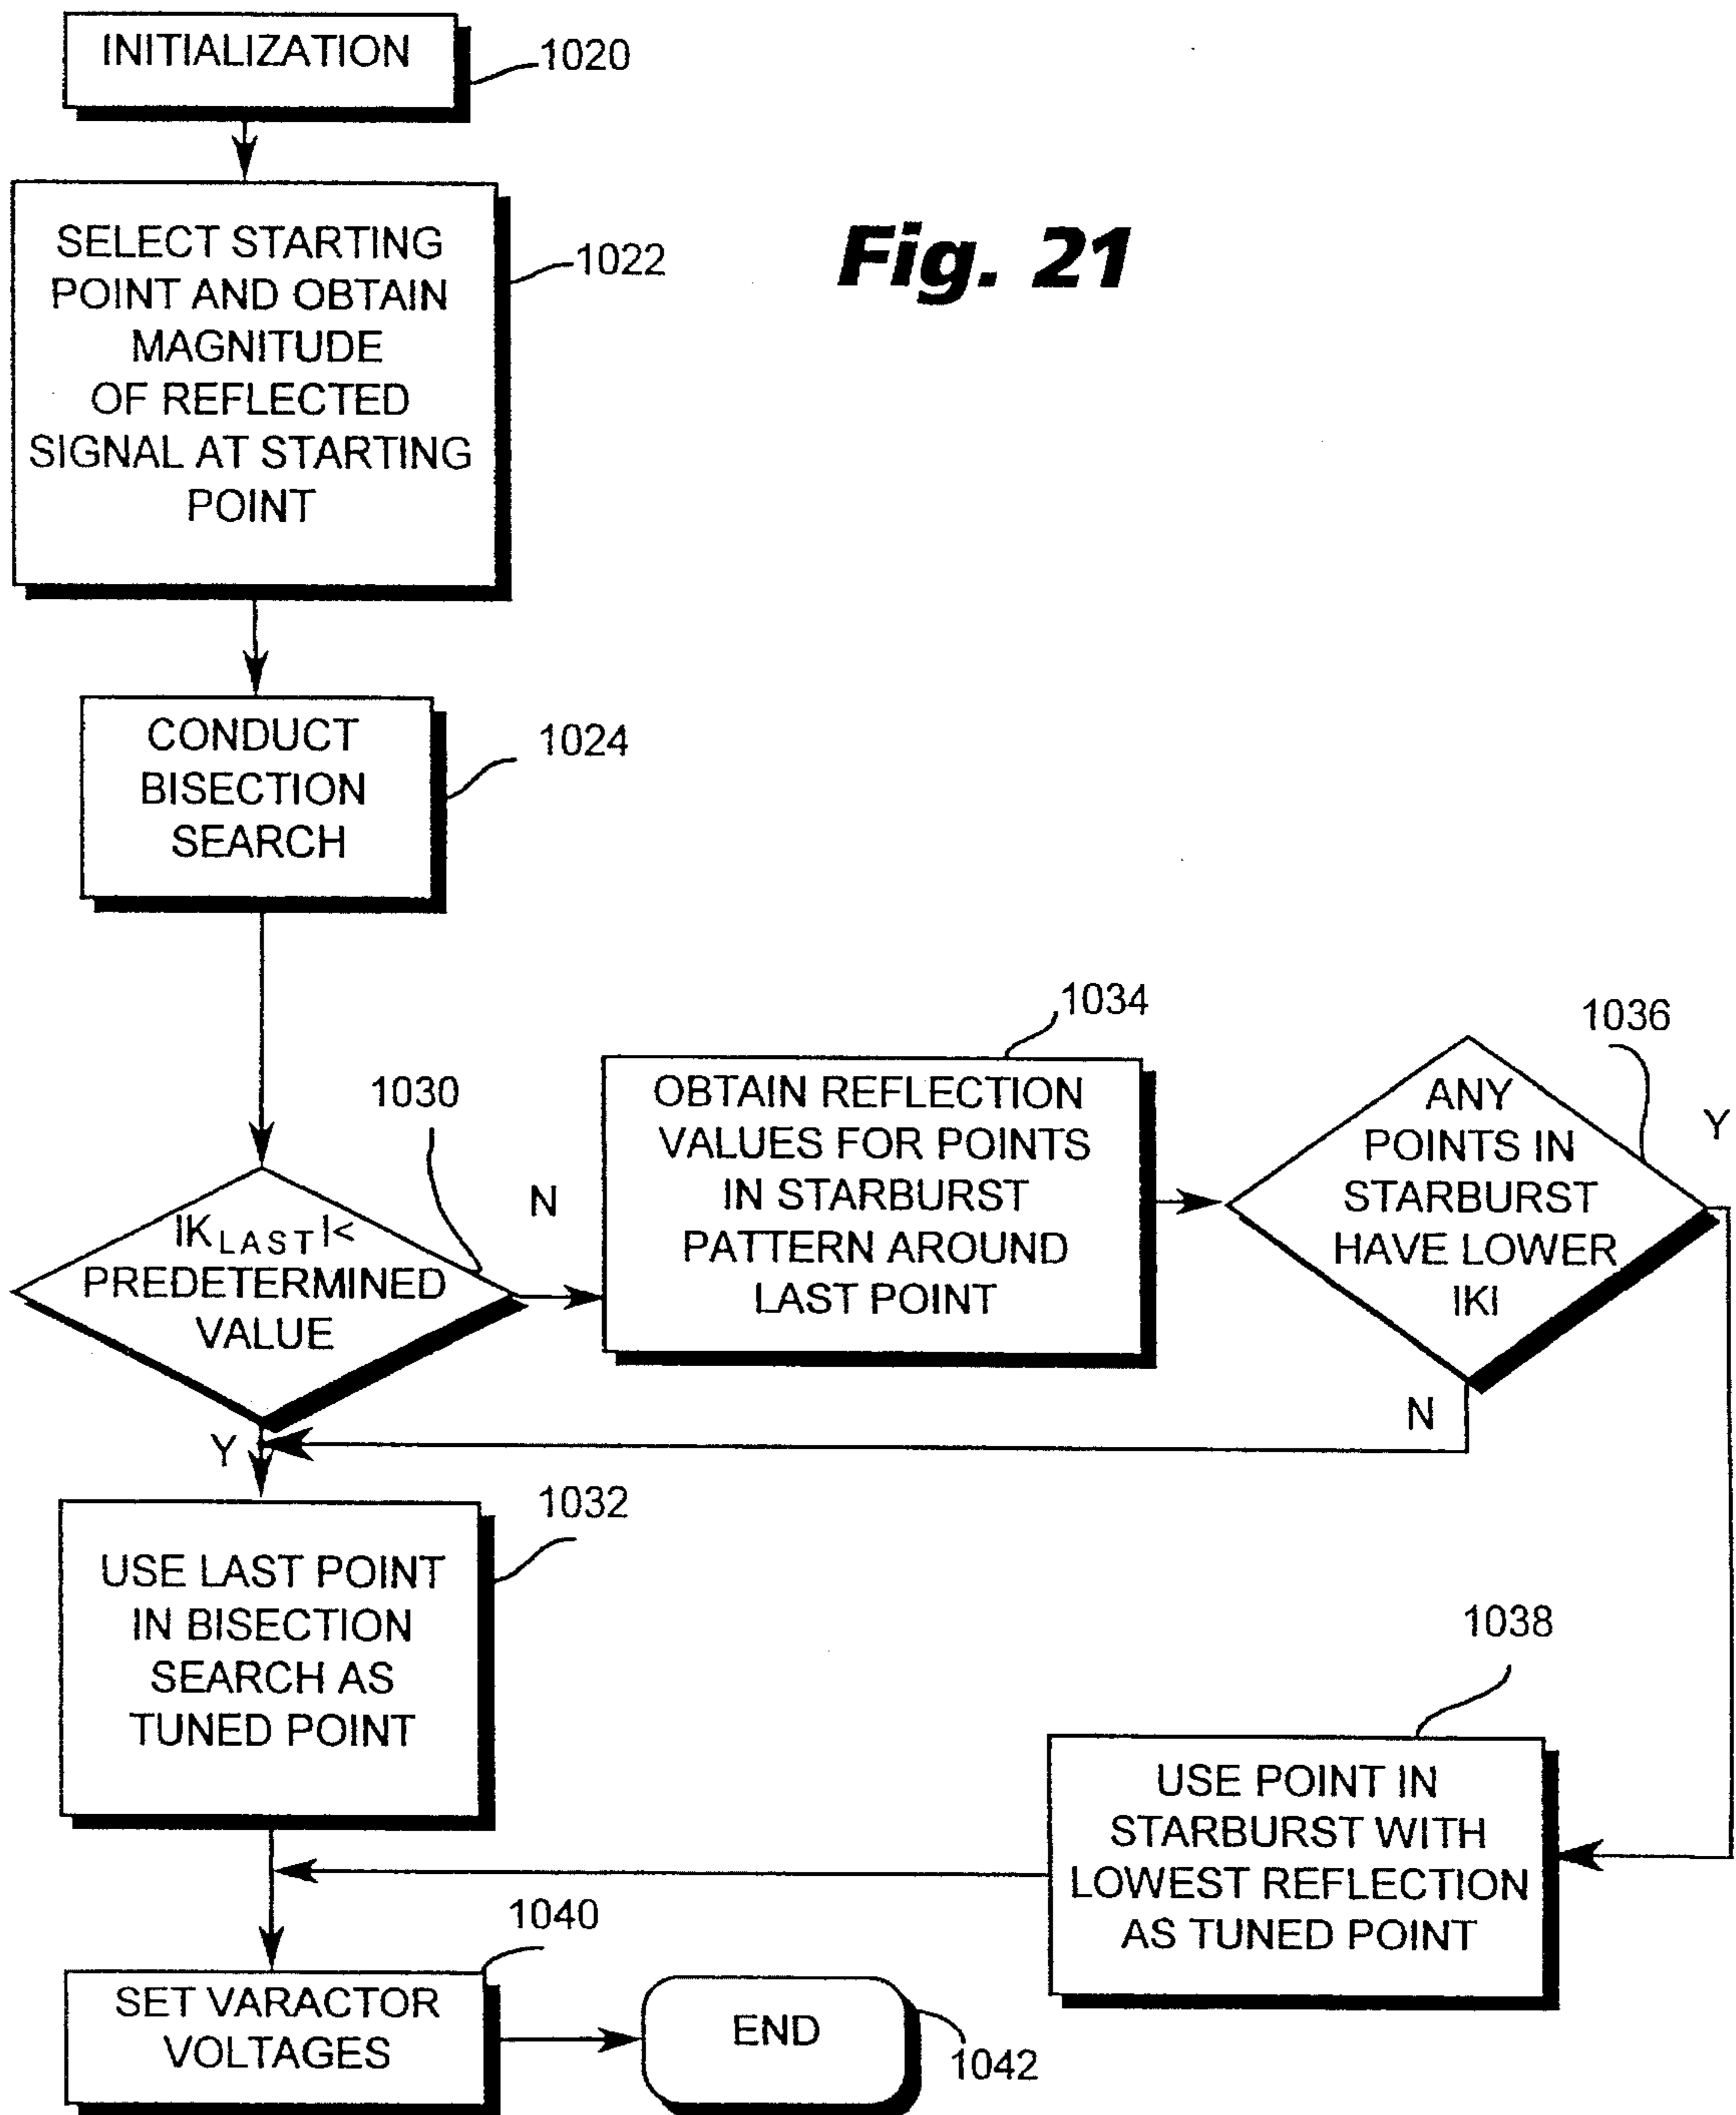 INITIALIZATION
1020
SELECT STARTING
POINT AND OBTAIN
MAGNITUDE
OF REFLECTED
SIGNAL AT STARTING
POINT
1022
Fig. 21
CONDUCT
BISECTION
SEARCH
1024
1030
|K LAST |<
PREDETERMINED
VALUE
N
Y
1034
OBTAIN REFLECTION
VALUES FOR POINTS
IN STARBURST
PATTERN AROUND
LAST POINT
1036
ANY
POINTS IN
STARBURST
HAVE LOWER
|K|
Y
N
1032
USE LAST POINT
IN BISECTION
SEARCH AS
TUNED POINT
1038
USE POINT IN
STARBURST WITH
LOWEST REFLECTION
AS TUNED POINT
1040
SET VARACTOR
VOLTAGES
END
1042